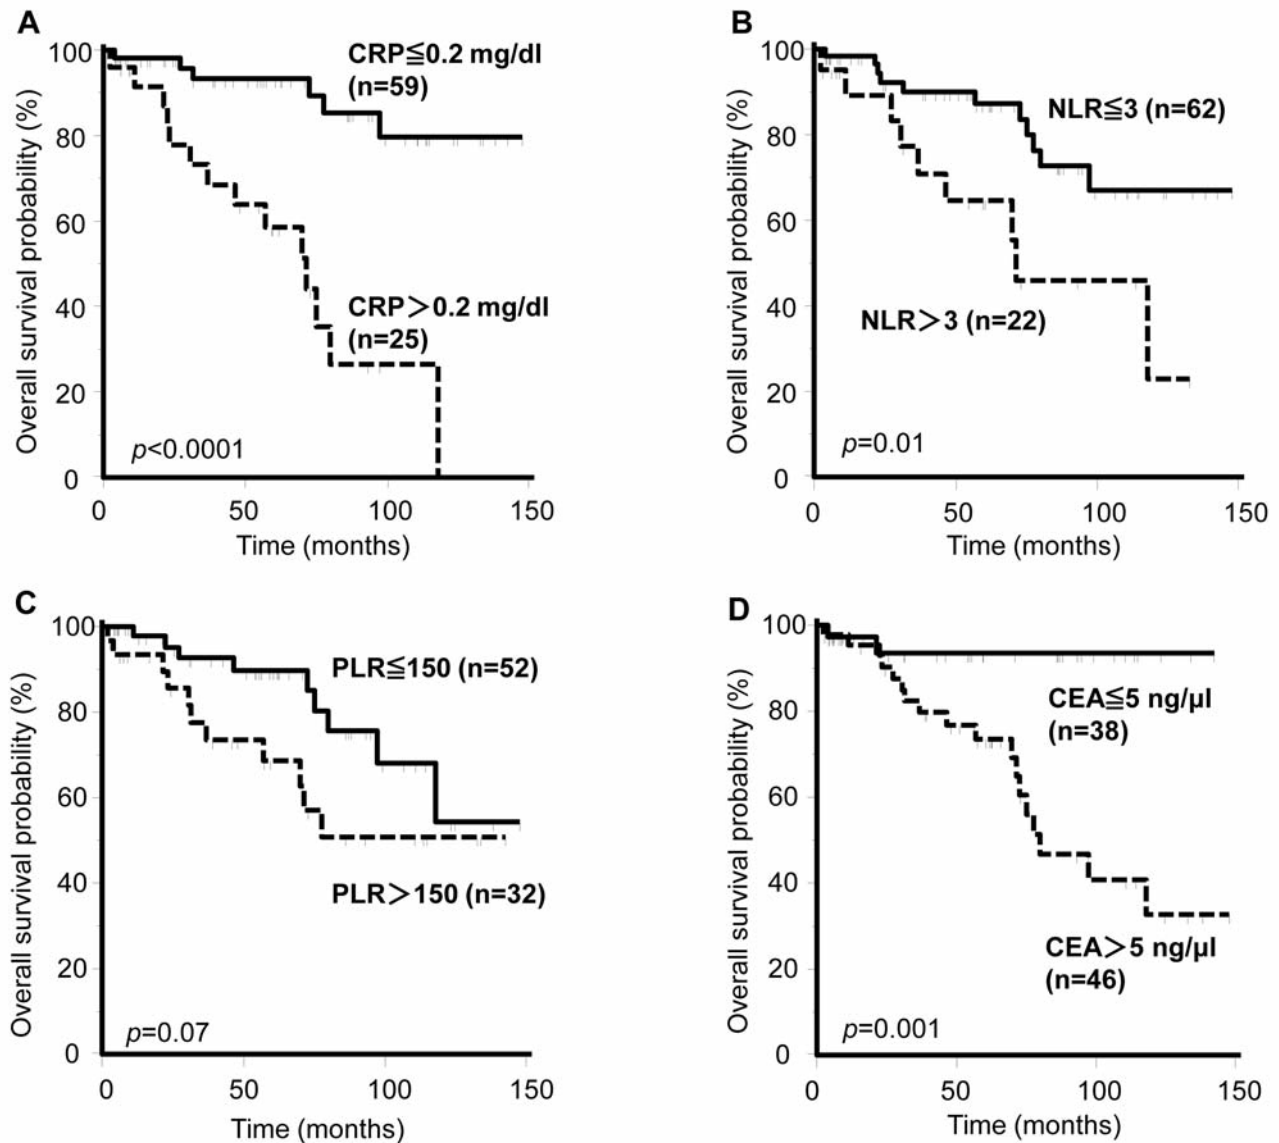 A
Overall survival probability (%)
100
80
60
40
20
0
CRP≦0.2 mg/dl
(n=59)
CRP>0.2 mg/dl
(n=25)
p<0.0001
0 50 100 150
Time (months)
B
Overall survival probability (%)
100
80
60
40
20
0
NLR≦3 (n=62)
NLR>3 (n=22)
p=0.01
0 50 100 150
Time (months)
C
Overall survival probability (%)
100
80
60
40
20
0
PLR≦150 (n=52)
PLR>150 (n=32)
p=0.07
0 50 100 150
Time (months)
D
Overall survival probability (%)
100
80
60
40
20
0
CEA≦5 ng/μl
(n=38)
CEA>5 ng/μl
(n=46)
p=0.001
0 50 100 150
Time (months)